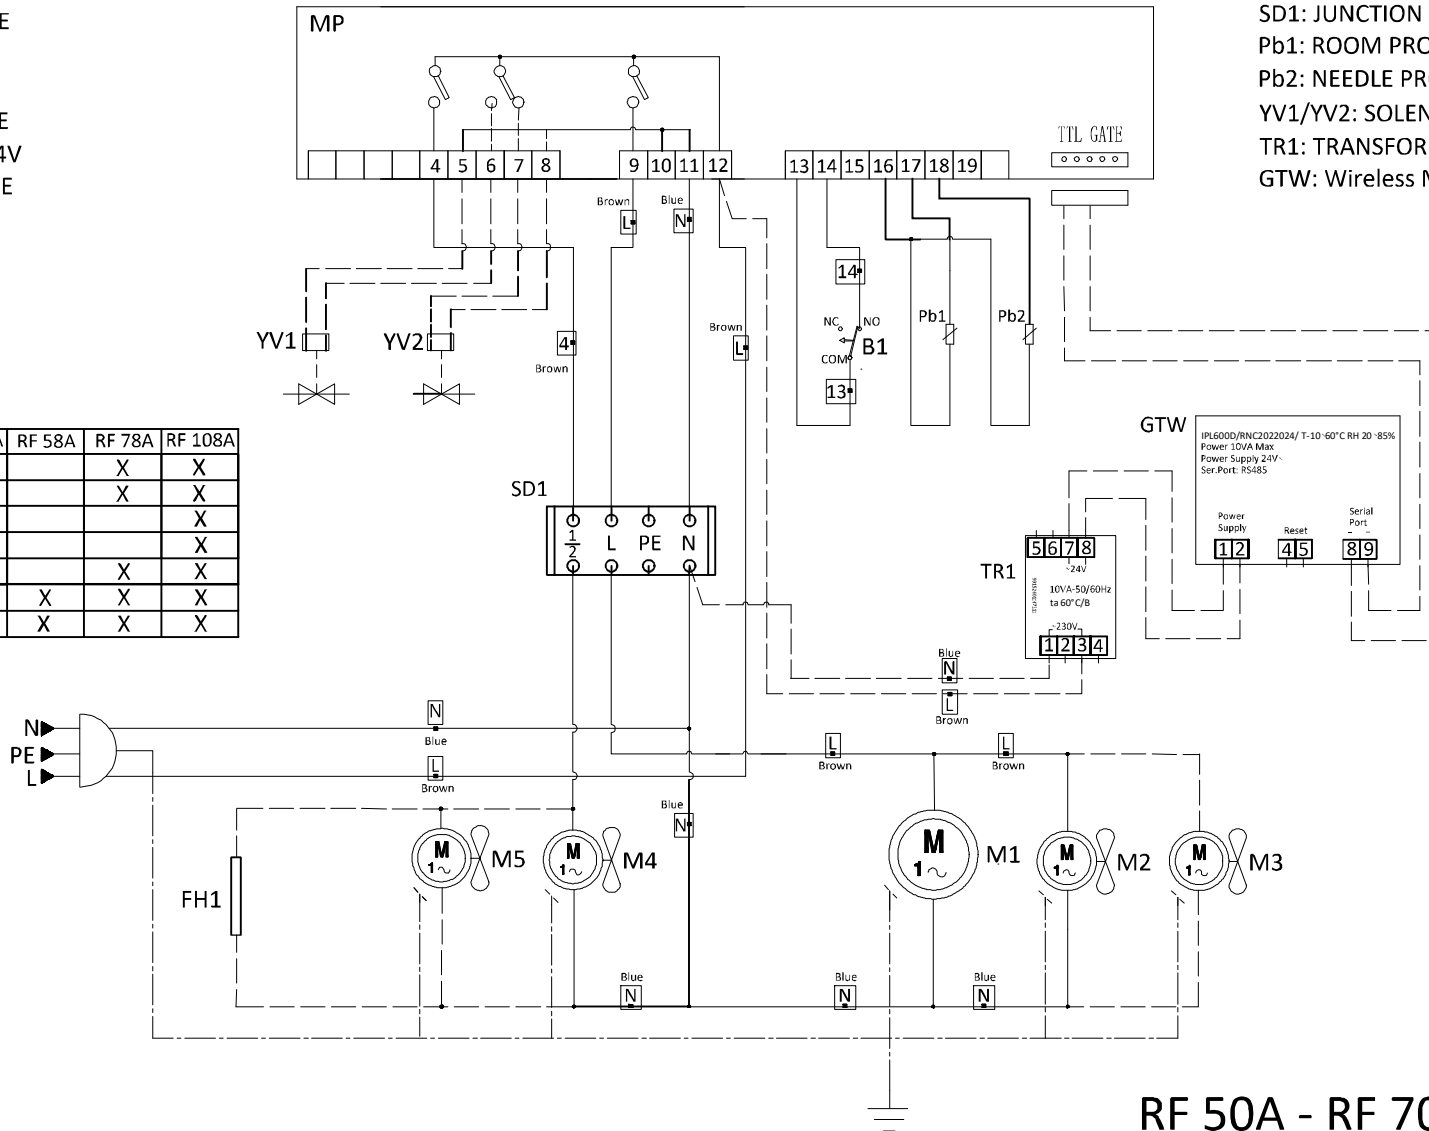 E
E
4V
E
MP
TTL GATE
4 5 6 7 8
9 10 11 12
13 14 15 16 17 18 19
SD1: JUNCTION
Pb1: ROOM PRO
Pb2: NEEDLE PR
YV1/YV2: SOLEN
TR1: TRANSFOR
GTW: Wireless
Brown
L
Blue
N
14
NC NO
COM
B1
13
Pb1
Pb2
YV1
YV2
4
Brown
Brown
L
RF 58A RF 78A RF 108A
X X
X X
X
X
X X
X X X
X X X
SD1
1
2
L PE N
GTW
IPL600D/RNC2022024/ T-10~60°C RH 20~85%
Power 10VA Max
Power Supply 24V~
Ser.Port: RS485
Power
Supply
Reset
Serial
Port
1 2
4 5
8 9
TR1
5 6 7 8
~24V
10VA-50/60Hz
ta 60°C/B
~230V
1 2 3 4
Blue
N
L
Brown
N
PE
L
N
Blue
L
Brown
L
Brown
L
Brown
Blue
N
M
1~
M5
M
1~
M4
M
1~
M1
M
1~
M2
M
1~
M3
FH1
Blue
N
Blue
N
Blue
N
RF 50A - RF 70